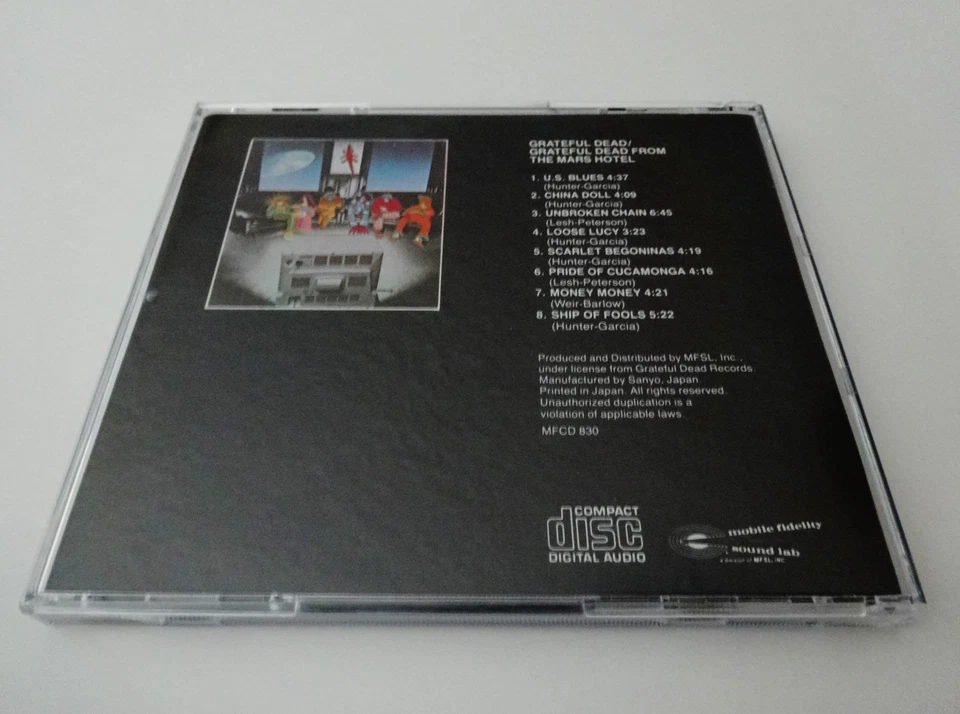 GRATEFUL DEAD/
GRATEFUL DEAD FROM
THE MARS HOTEL
1. U.S. BLUES 4:37
(Hunter-Garcia)
2. CHINA DOLL 4:09
(Hunter-Garcia)
3. UNBROKEN CHAIN 6:45
(Lesh-Peterson)
4. LOOSE LUCY 3:23
(Hunter-Garcia)
5. SCARLET BEGONINAS 4:19
(Hunter-Garcia)
6. PRIDE OF CUCAMONGA 4:16
(Lesh-Peterson)
7. MONEY MONEY 4:21
(Weir-Barlow)
8. SHIP OF FOOLS 5:22
(Hunter-Garcia)
Produced and Distributed by MFSL, Inc.,
under license from Grateful Dead Records.
Manufactured by Sanyo, Japan.
Printed in Japan. All rights reserved.
Unauthorized duplication is a
violation of applicable laws.
MFCD 830
COMPACT
disc
DIGITAL AUDIO
mobile fidelity
sound lab
a division of MFSL, INC.